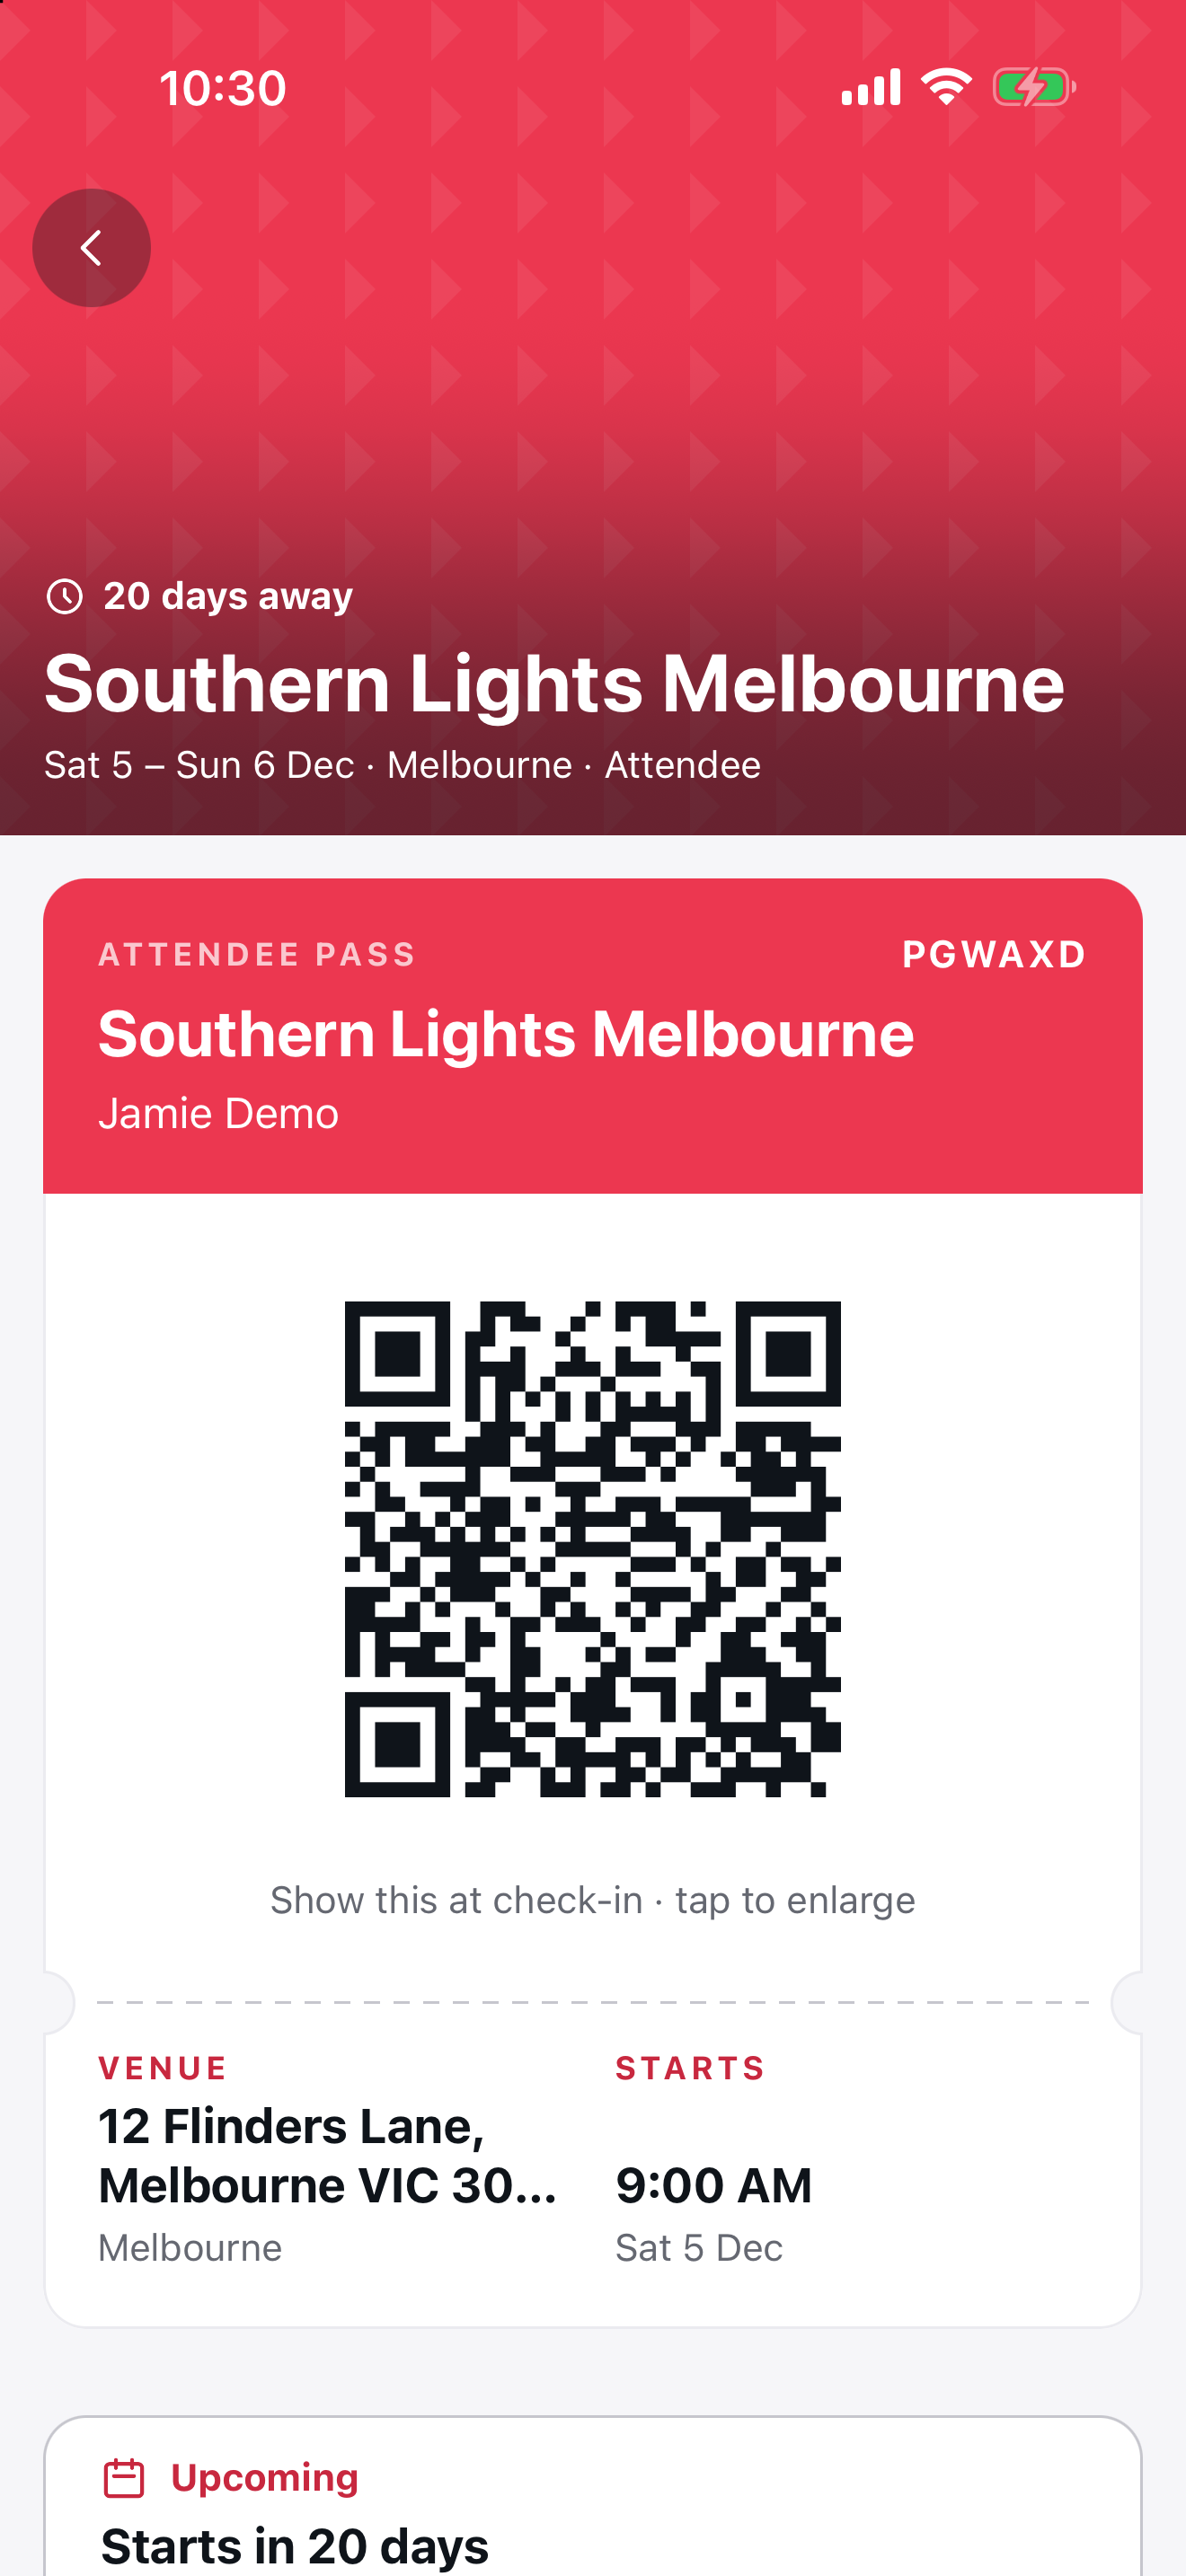 10:30
20 days away
Southern Lights Melbourne
Sat 5 – Sun 6 Dec · Melbourne · Attendee
ATTENDEE PASS
PGWAXD
Southern Lights Melbourne
Jamie Demo
Show this at check-in · tap to enlarge
VENUE
12 Flinders Lane,
Melbourne VIC 30...
Melbourne
STARTS
9:00 AM
Sat 5 Dec
Upcoming
Starts in 20 days